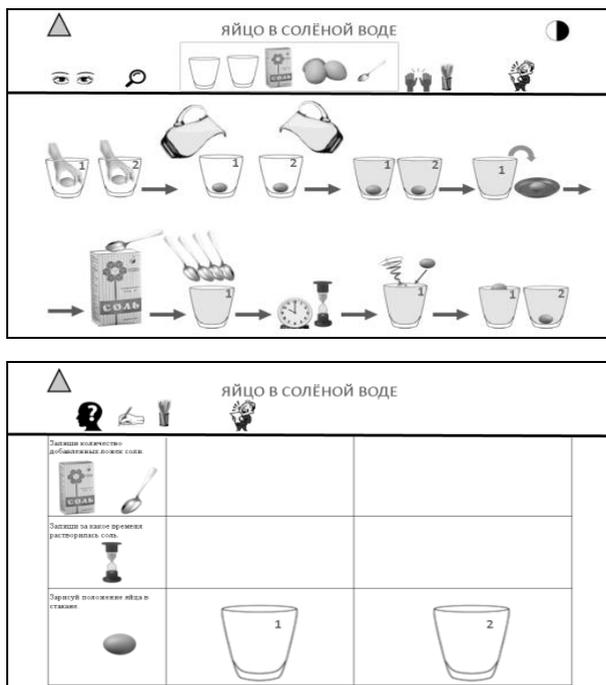 ЯЙЦО В СОЛЁНОЙ ВОДЕ
СОЛЬ
1
2
1
2
1
2
1
СОЛЬ
1
1
1
2
ЯЙЦО В СОЛЁНОЙ ВОДЕ
Запиши количество
добавленных ложек соли
СОЛЬ
Запиши за какое время
растворилась соль.
Зарисуй положение яйца в
стакане
1
2